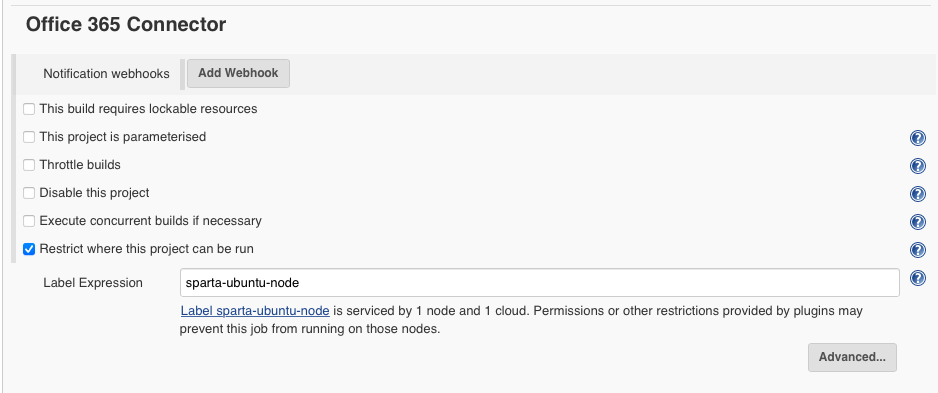 Office 365 Connector
Notification webhooks Add Webhook
This build requires lockable resources
This project is parameterised ?
Throttle builds ?
Disable this project ?
Execute concurrent builds if necessary ?
Restrict where this project can be run ?
Label Expression sparta-ubuntu-node ?
Label sparta-ubuntu-node is serviced by 1 node and 1 cloud. Permissions or other restrictions provided by plugins may
prevent this job from running on those nodes.
Advanced...